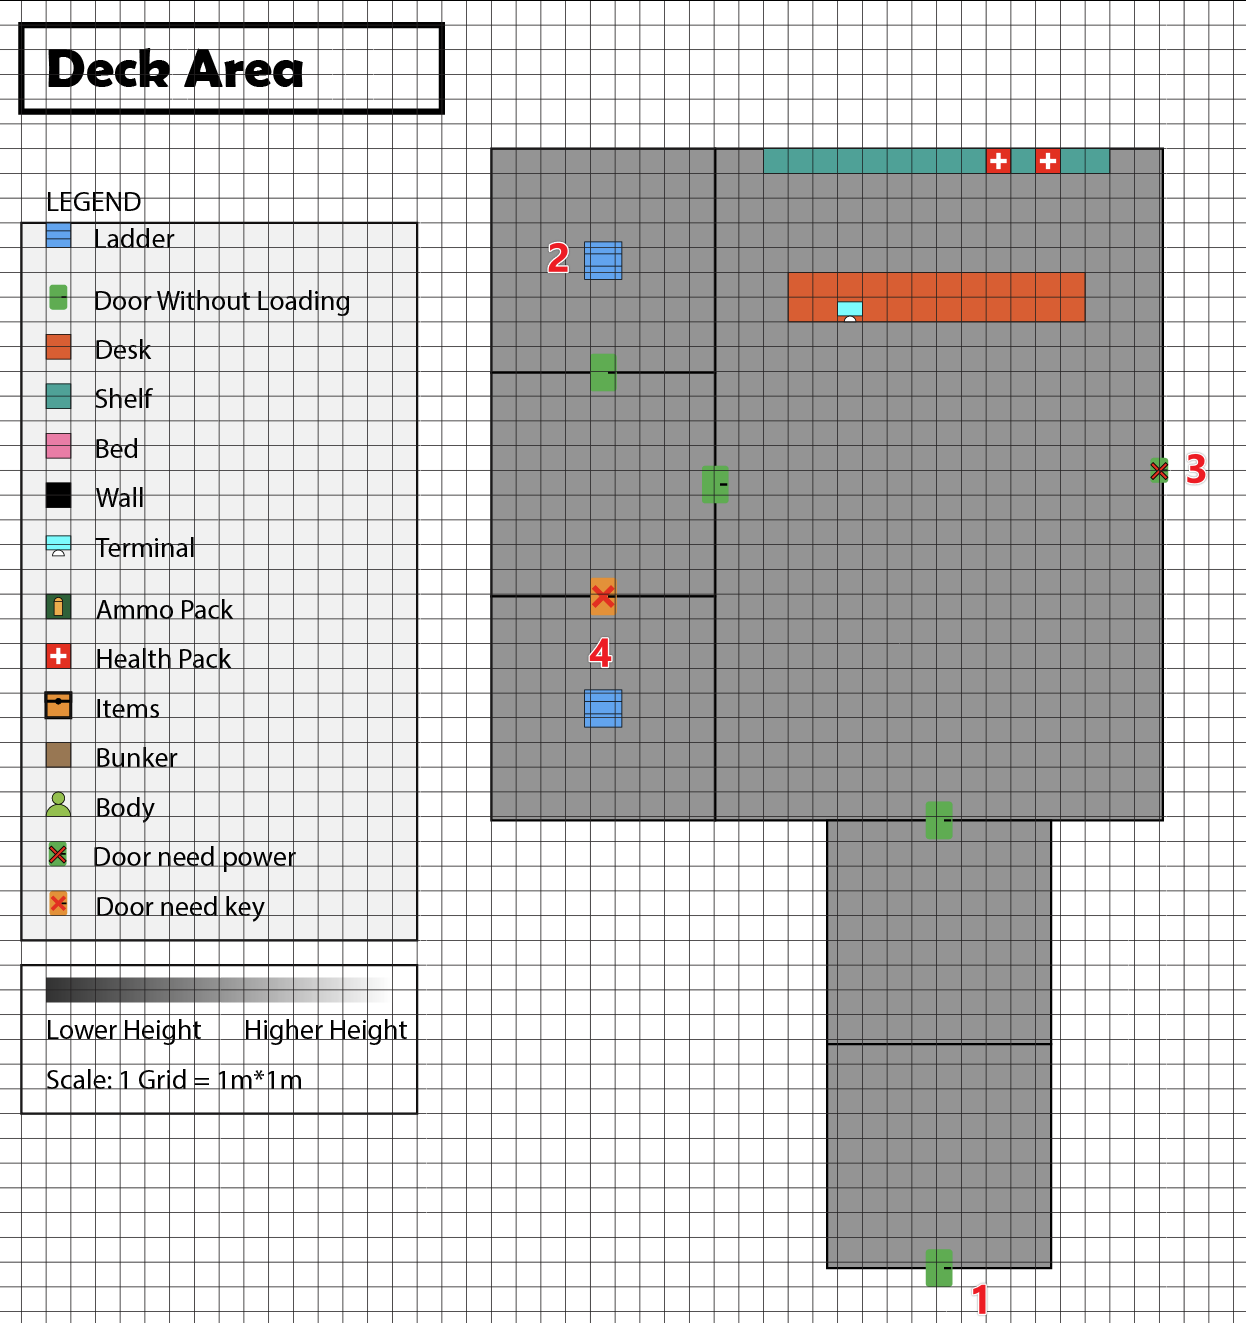 Deck Area
LEGEND
Ladder
Door Without Loading
Desk
Shelf
Bed
Wall
Terminal
Ammo Pack
Health Pack
Items
Bunker
Body
Door need power
Door need key
Lower Height Higher Height
Scale: 1 Grid = 1m*1m
2
3
4
1